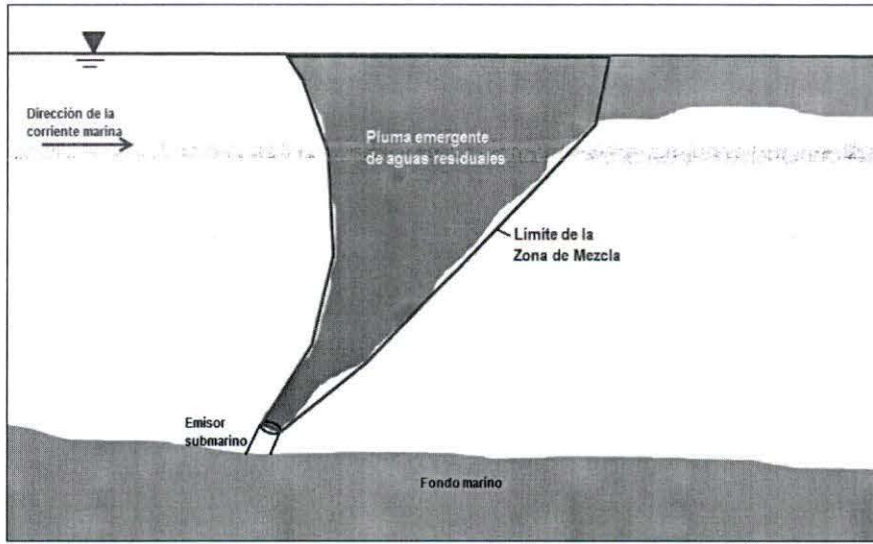 Dirección de la
corriente marina
Pluma emergente
de aguas residuales
Límite de la
Zona de Mezcla
Emisor
submarino
Fondo marino